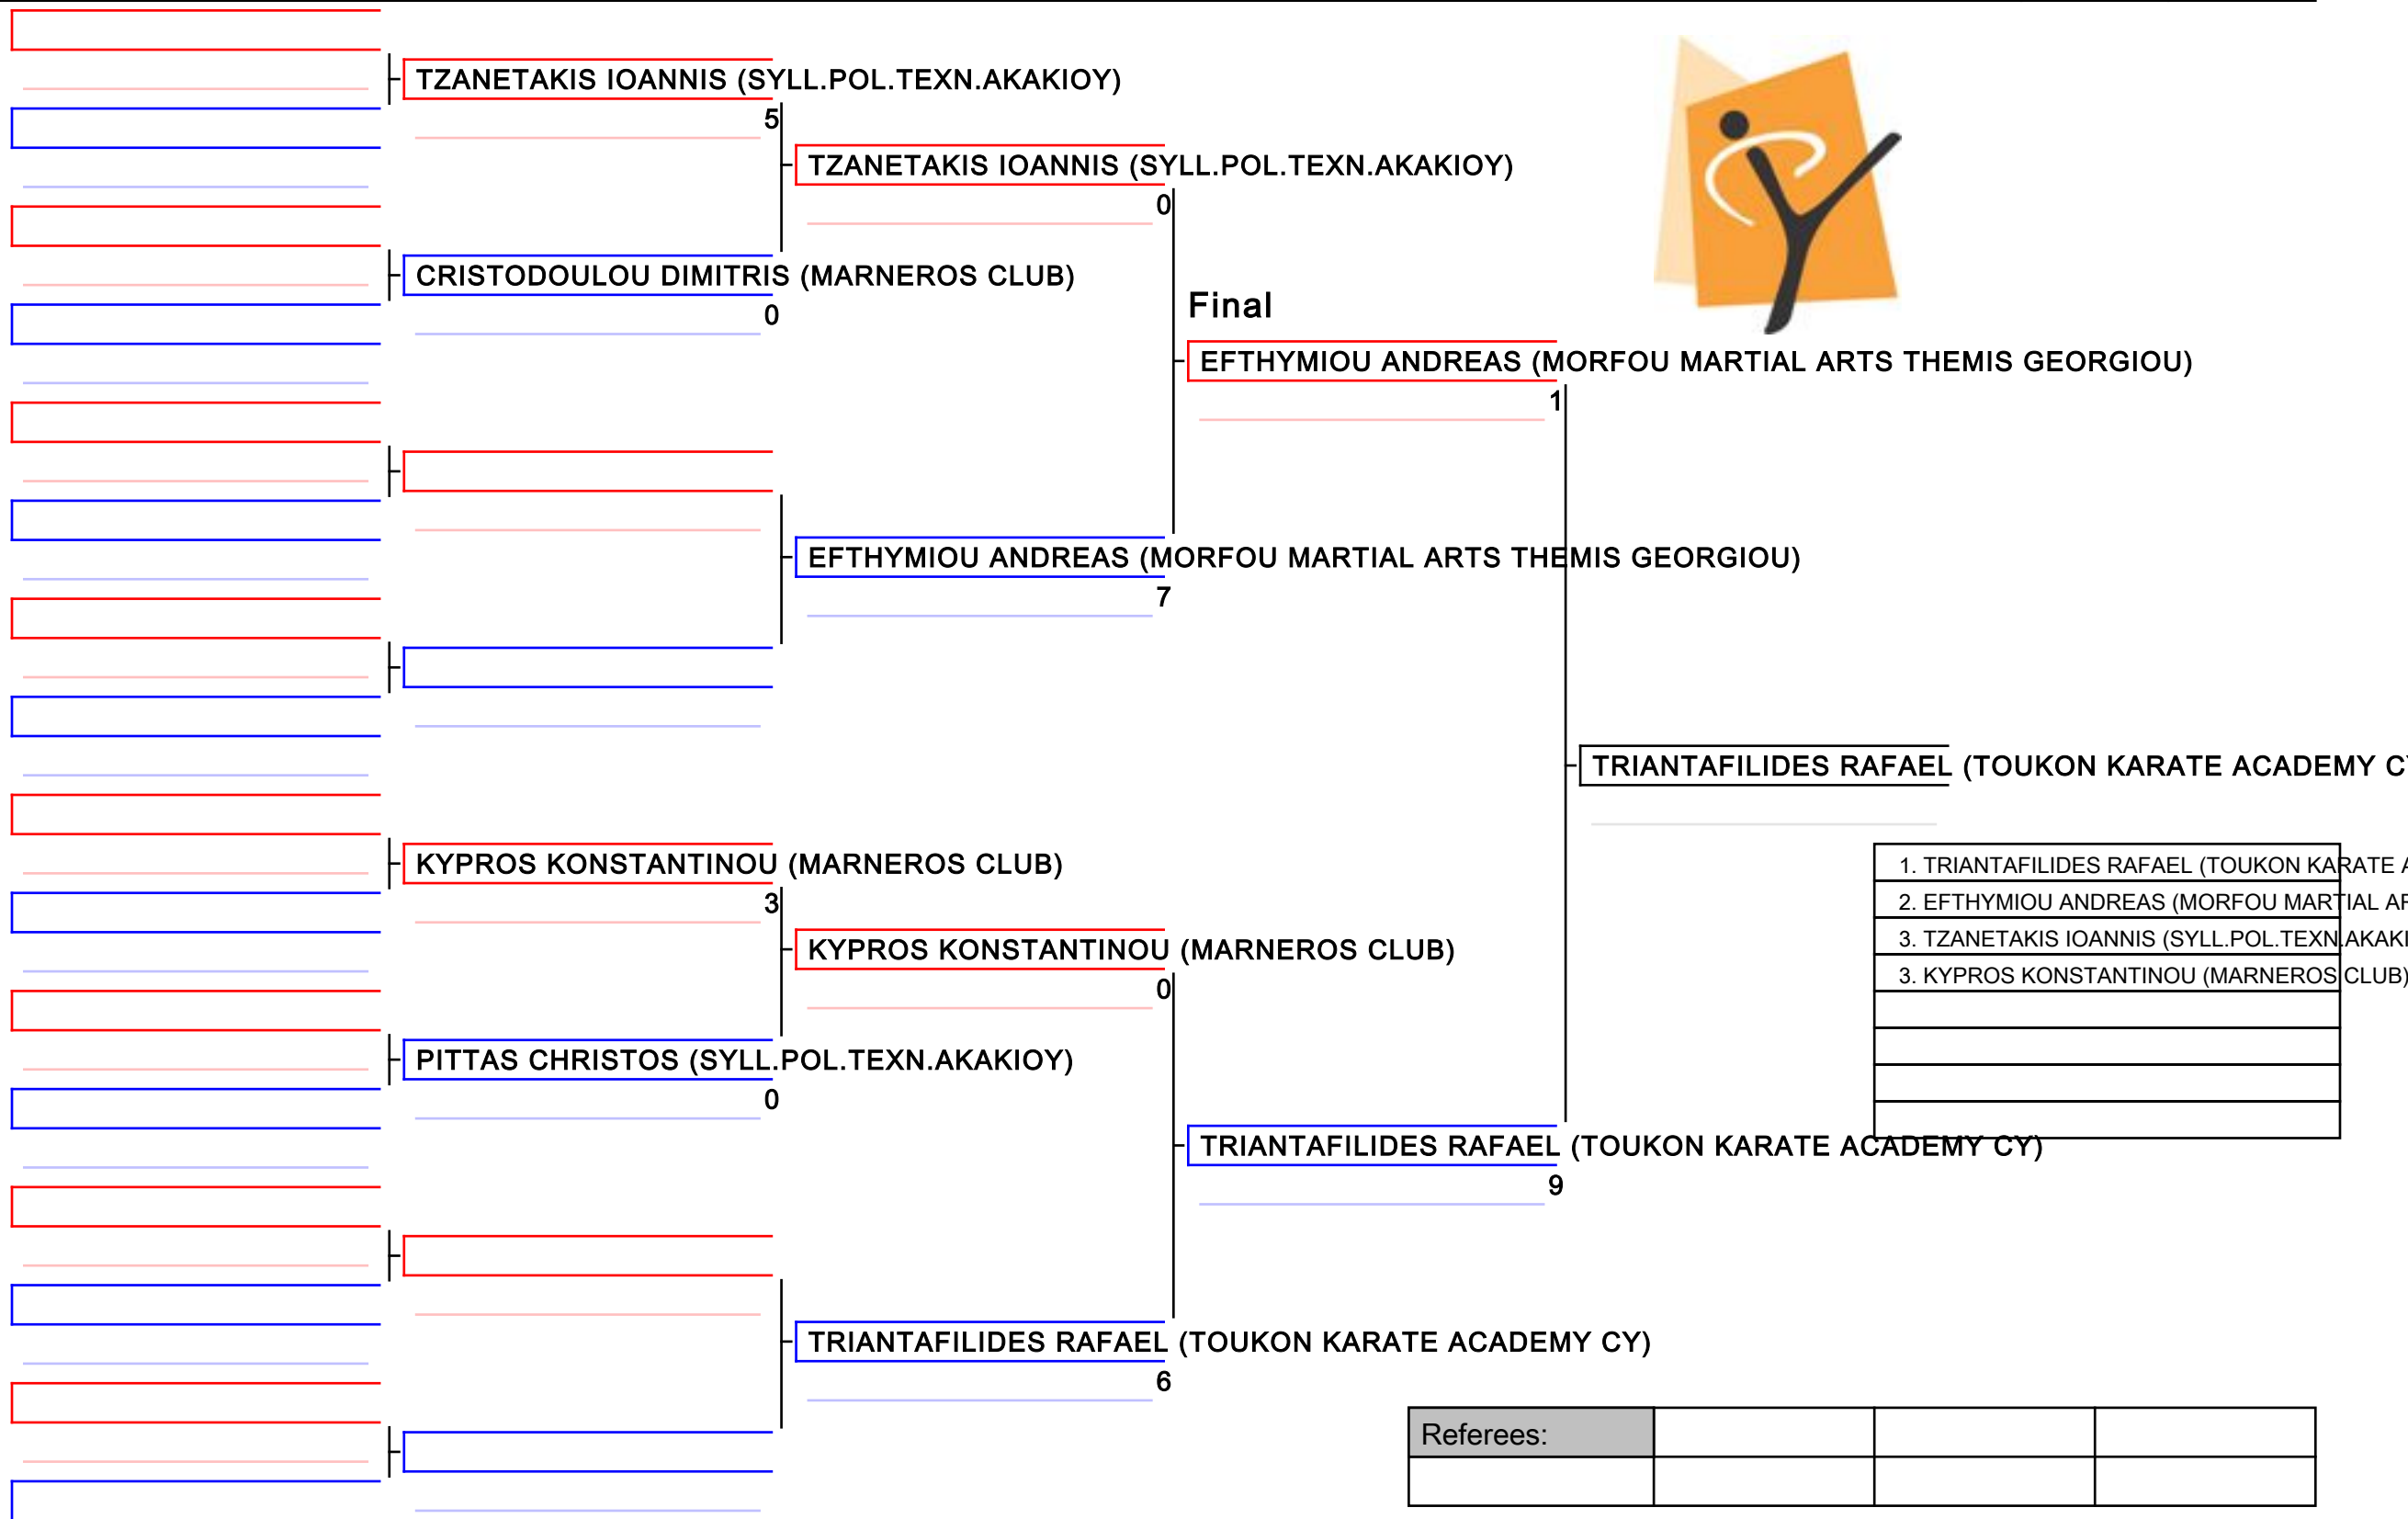 TZANETAKIS IOANNIS (SYLL.POL.TEXN.AKAKIOY)
5
TZANETAKIS IOANNIS (SYLL.POL.TEXN.AKAKIOY)
0
CRISTODOULOU DIMITRIS (MARNEROS CLUB)
0
Final
EFTHYMIOU ANDREAS (MORFOU MARTIAL ARTS THEMIS GEORGIOU)
1
EFTHYMIOU ANDREAS (MORFOU MARTIAL ARTS THEMIS GEORGIOU)
7
TRIANTAFILIDES RAFAEL (TOUKON KARATE ACADEMY C
KYPROS KONSTANTINOU (MARNEROS CLUB)
3
1. TRIANTAFILIDES RAFAEL (TOUKON KARATE A
2. EFTHYMIOU ANDREAS (MORFOU MARTIAL AR
3. TZANETAKIS IOANNIS (SYLL.POL.TEXN.AKAKI
3. KYPROS KONSTANTINOU (MARNEROS CLUB)
KYPROS KONSTANTINOU (MARNEROS CLUB)
0
PITTAS CHRISTOS (SYLL.POL.TEXN.AKAKIOY)
0
TRIANTAFILIDES RAFAEL (TOUKON KARATE ACADEMY CY)
9
TRIANTAFILIDES RAFAEL (TOUKON KARATE ACADEMY CY)
6
Referees: